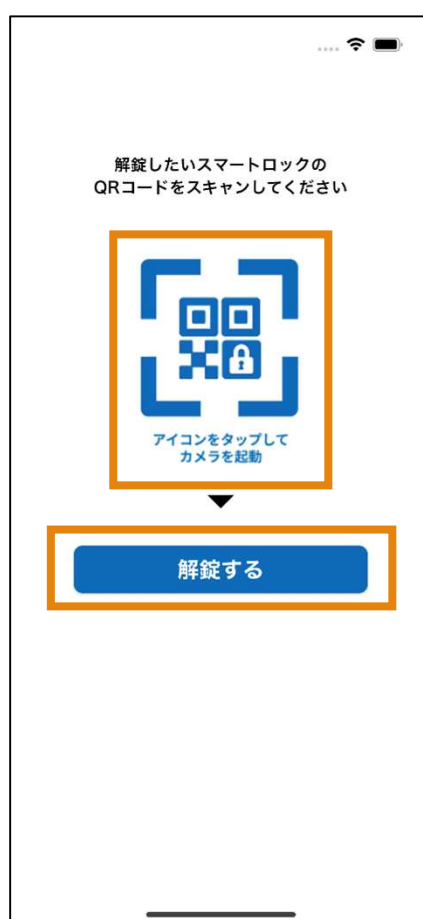 解錠したいスマートロックの
QRコードをスキャンしてください
アイコンをタップして
カメラを起動
解錠する